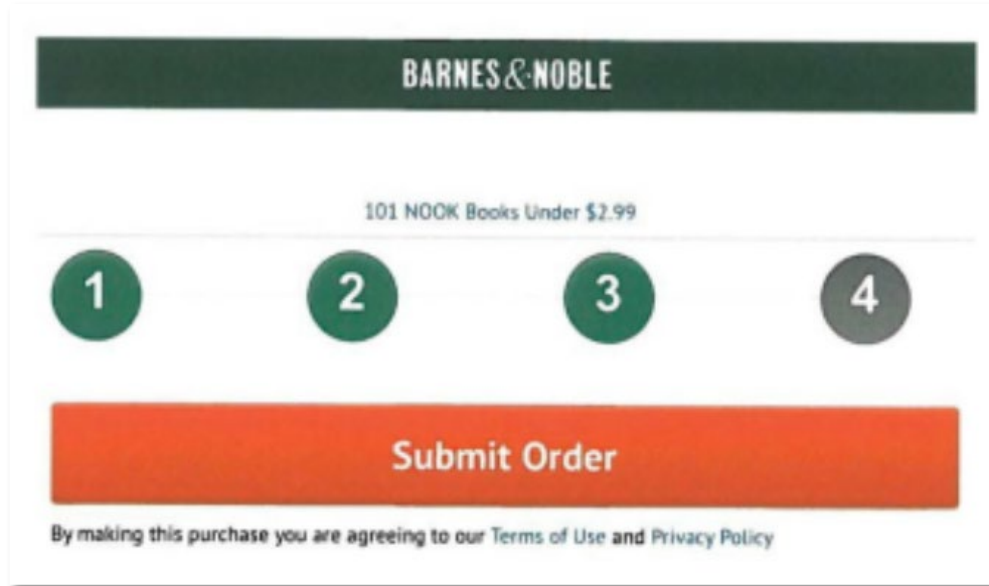 BARNES & NOBLE
101 NOOK Books Under $2.99
1 2 3 4
Submit Order
By making this purchase you are agreeing to our Terms of Use and Privacy Policy